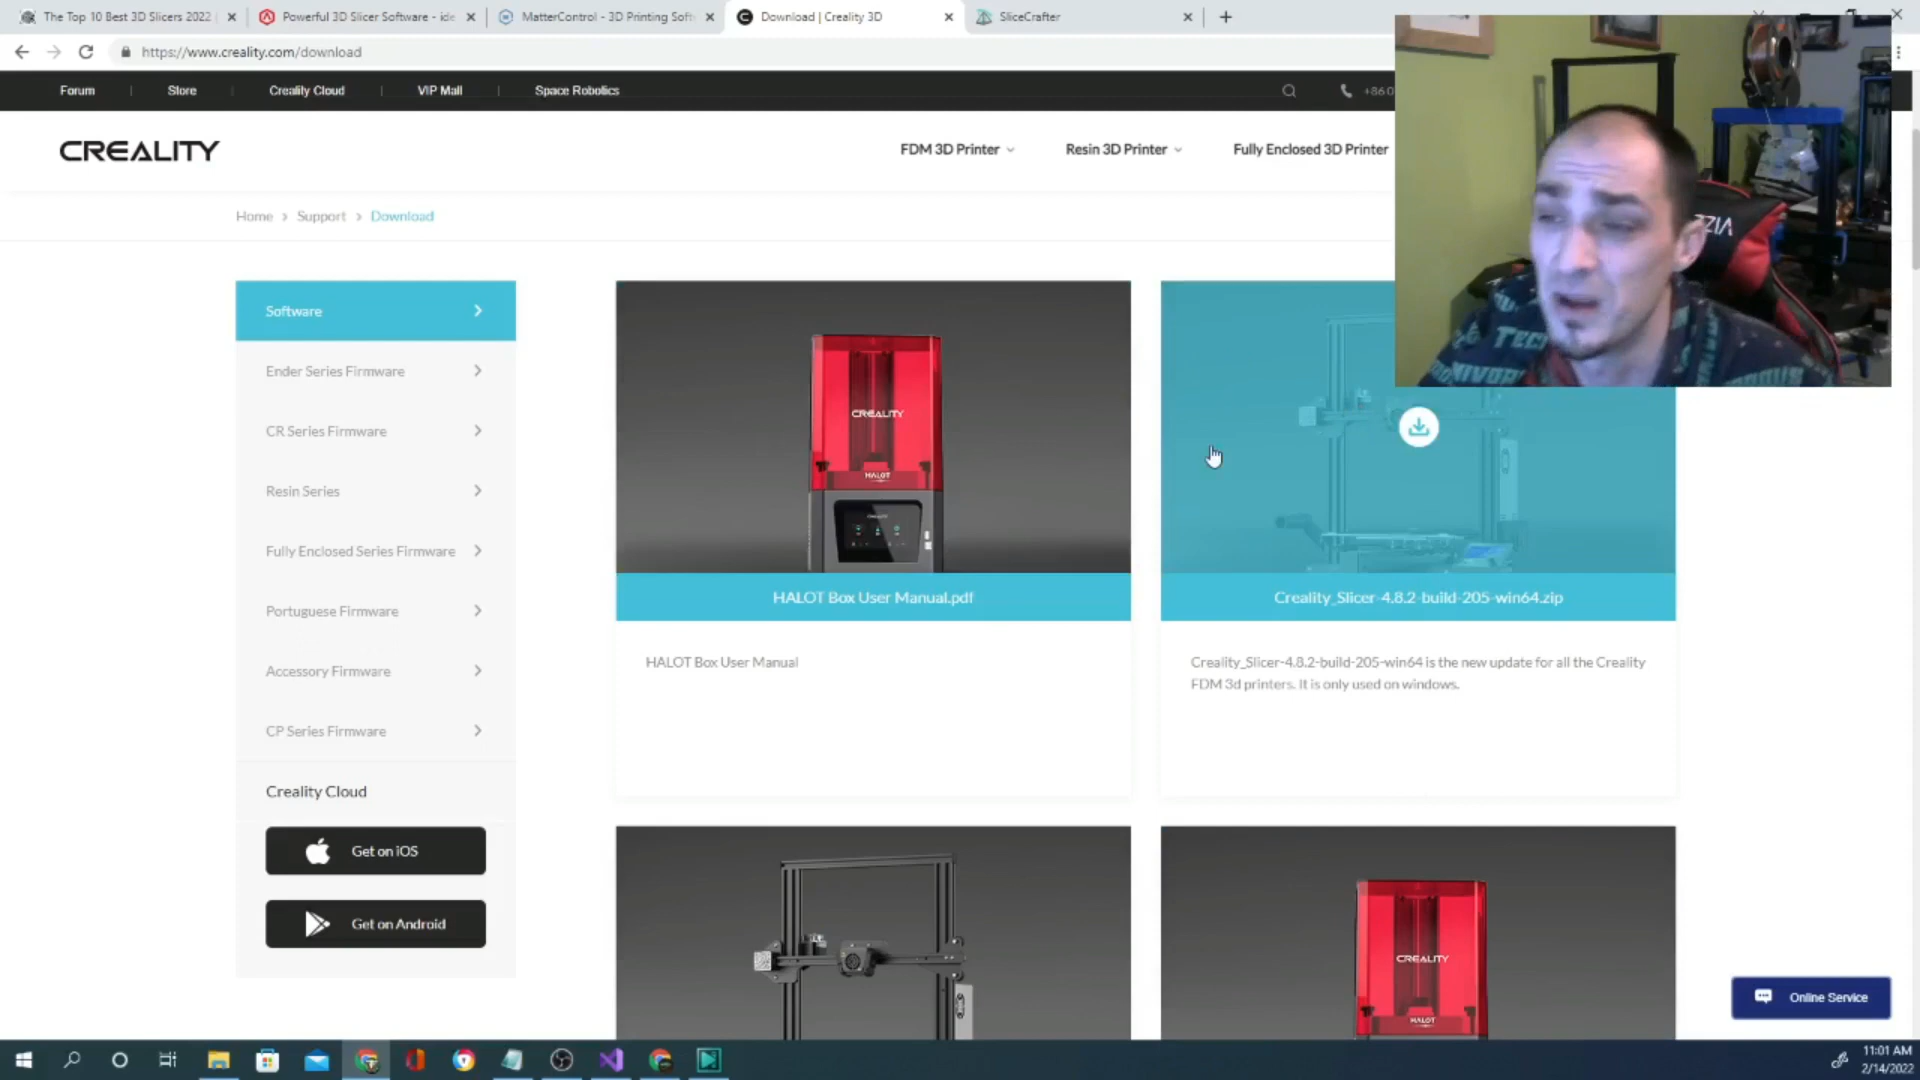 The Top 10 Best 3D Slicers 2022
Powerful 3D Slicer Software - ide
MatterControl - 3D Printing Soft
Download | Creality 3D
SliceCrafter
https://www.creality.com/download
Forum
Store
Creality Cloud
VIP Mall
Space Robotics
+86 0
CREALITY
FDM 3D Printer
Resin 3D Printer
Fully Enclosed 3D Printer
Home > Support > Download
Software
Ender Series Firmware
CR Series Firmware
Resin Series
Fully Enclosed Series Firmware
Portuguese Firmware
Accessory Firmware
CP Series Firmware
Creality Cloud
Get on iOS
Get on Android
CREALITY
HALOT
HALOT Box User Manual.pdf
HALOT Box User Manual
Creality_Slicer-4.8.2-build-205-win64.zip
Creality_Slicer-4.8.2-build-205-win64 is the new update for all the Creality
FDM 3d printers. It is only used on windows.
CREALITY
HALOT
Online Service
11:01 AM
2/14/2022